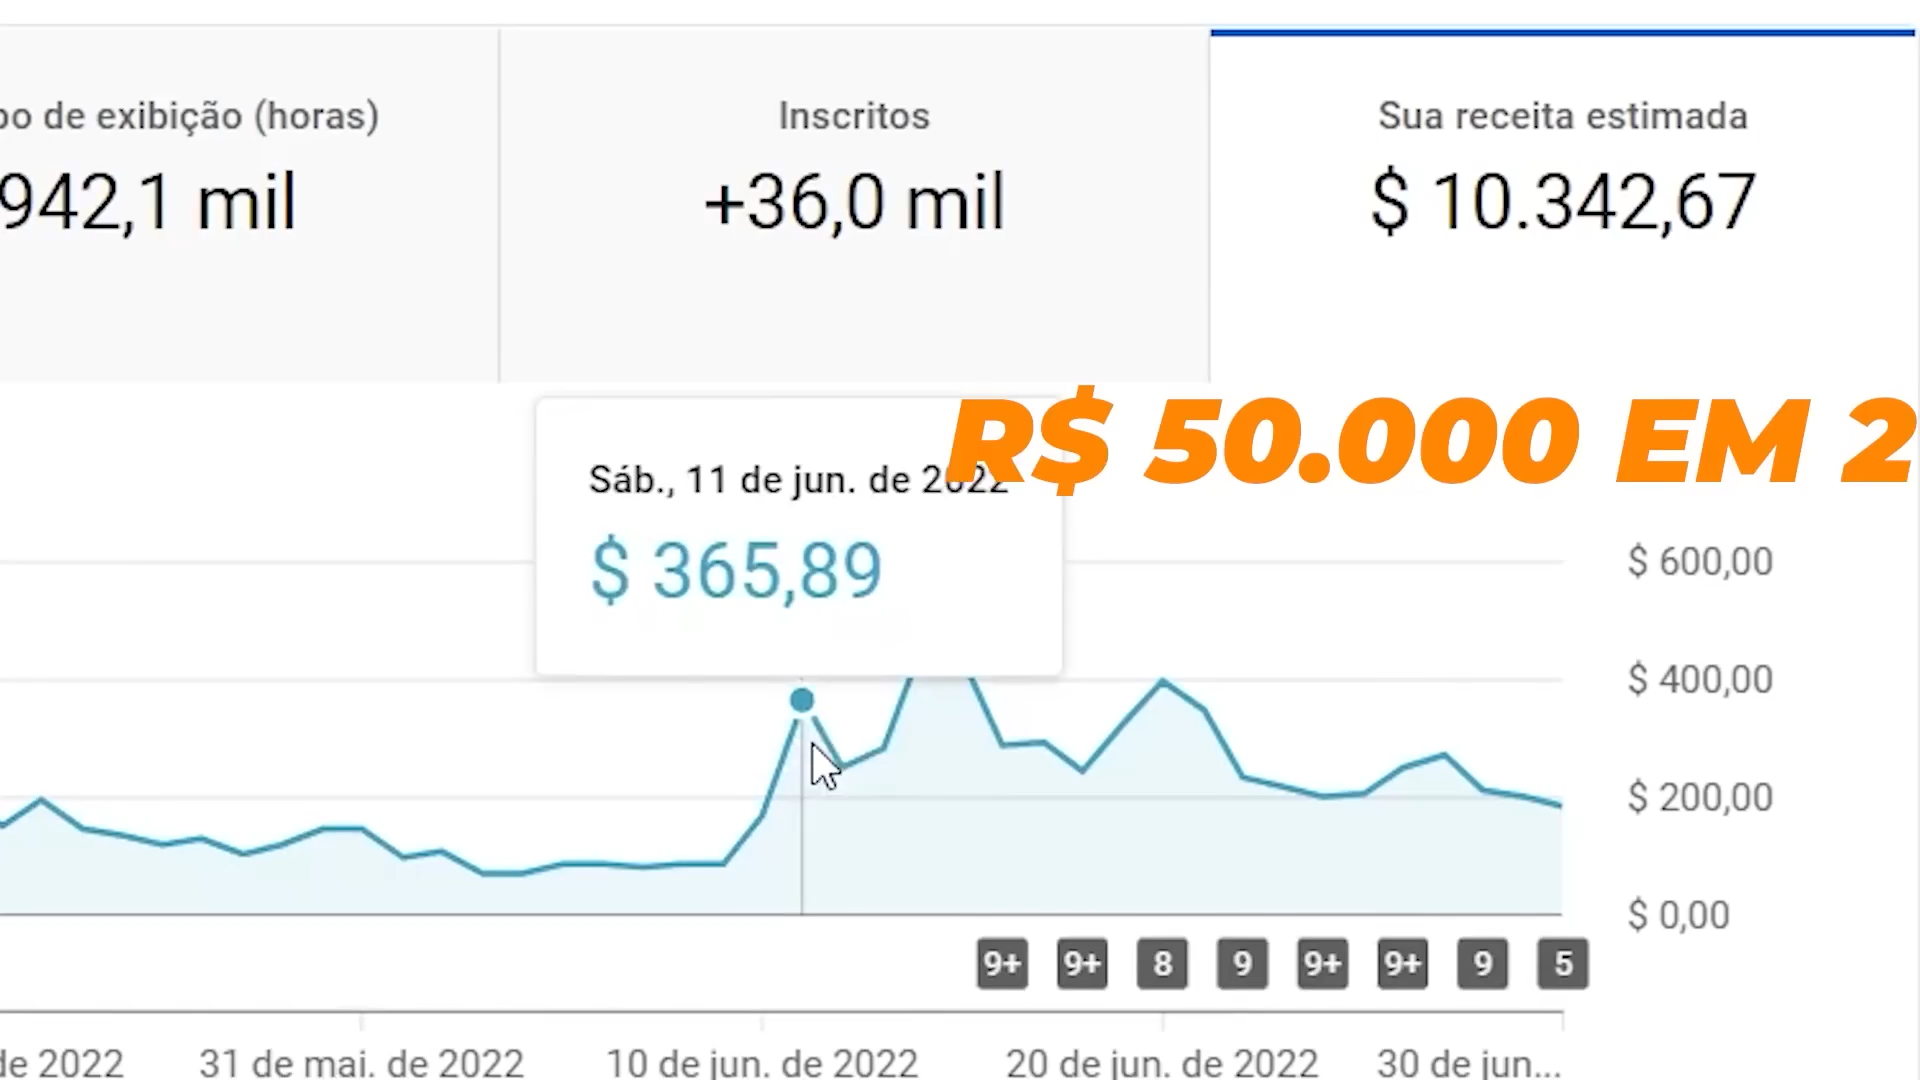 po de exibição (horas)
942,1 mil
Inscritos
+36,0 mil
Sua receita estimada
$ 10.342,67
R$ 50.000 EM 2
Sáb., 11 de jun. de 2022
$ 365,89
$ 600,00
$ 400,00
$ 200,00
$ 0,00
9+ 9+ 8 9 9+ 9+ 9 5
de 2022 31 de mai. de 2022 10 de jun. de 2022 20 de jun. de 2022 30 de jun...